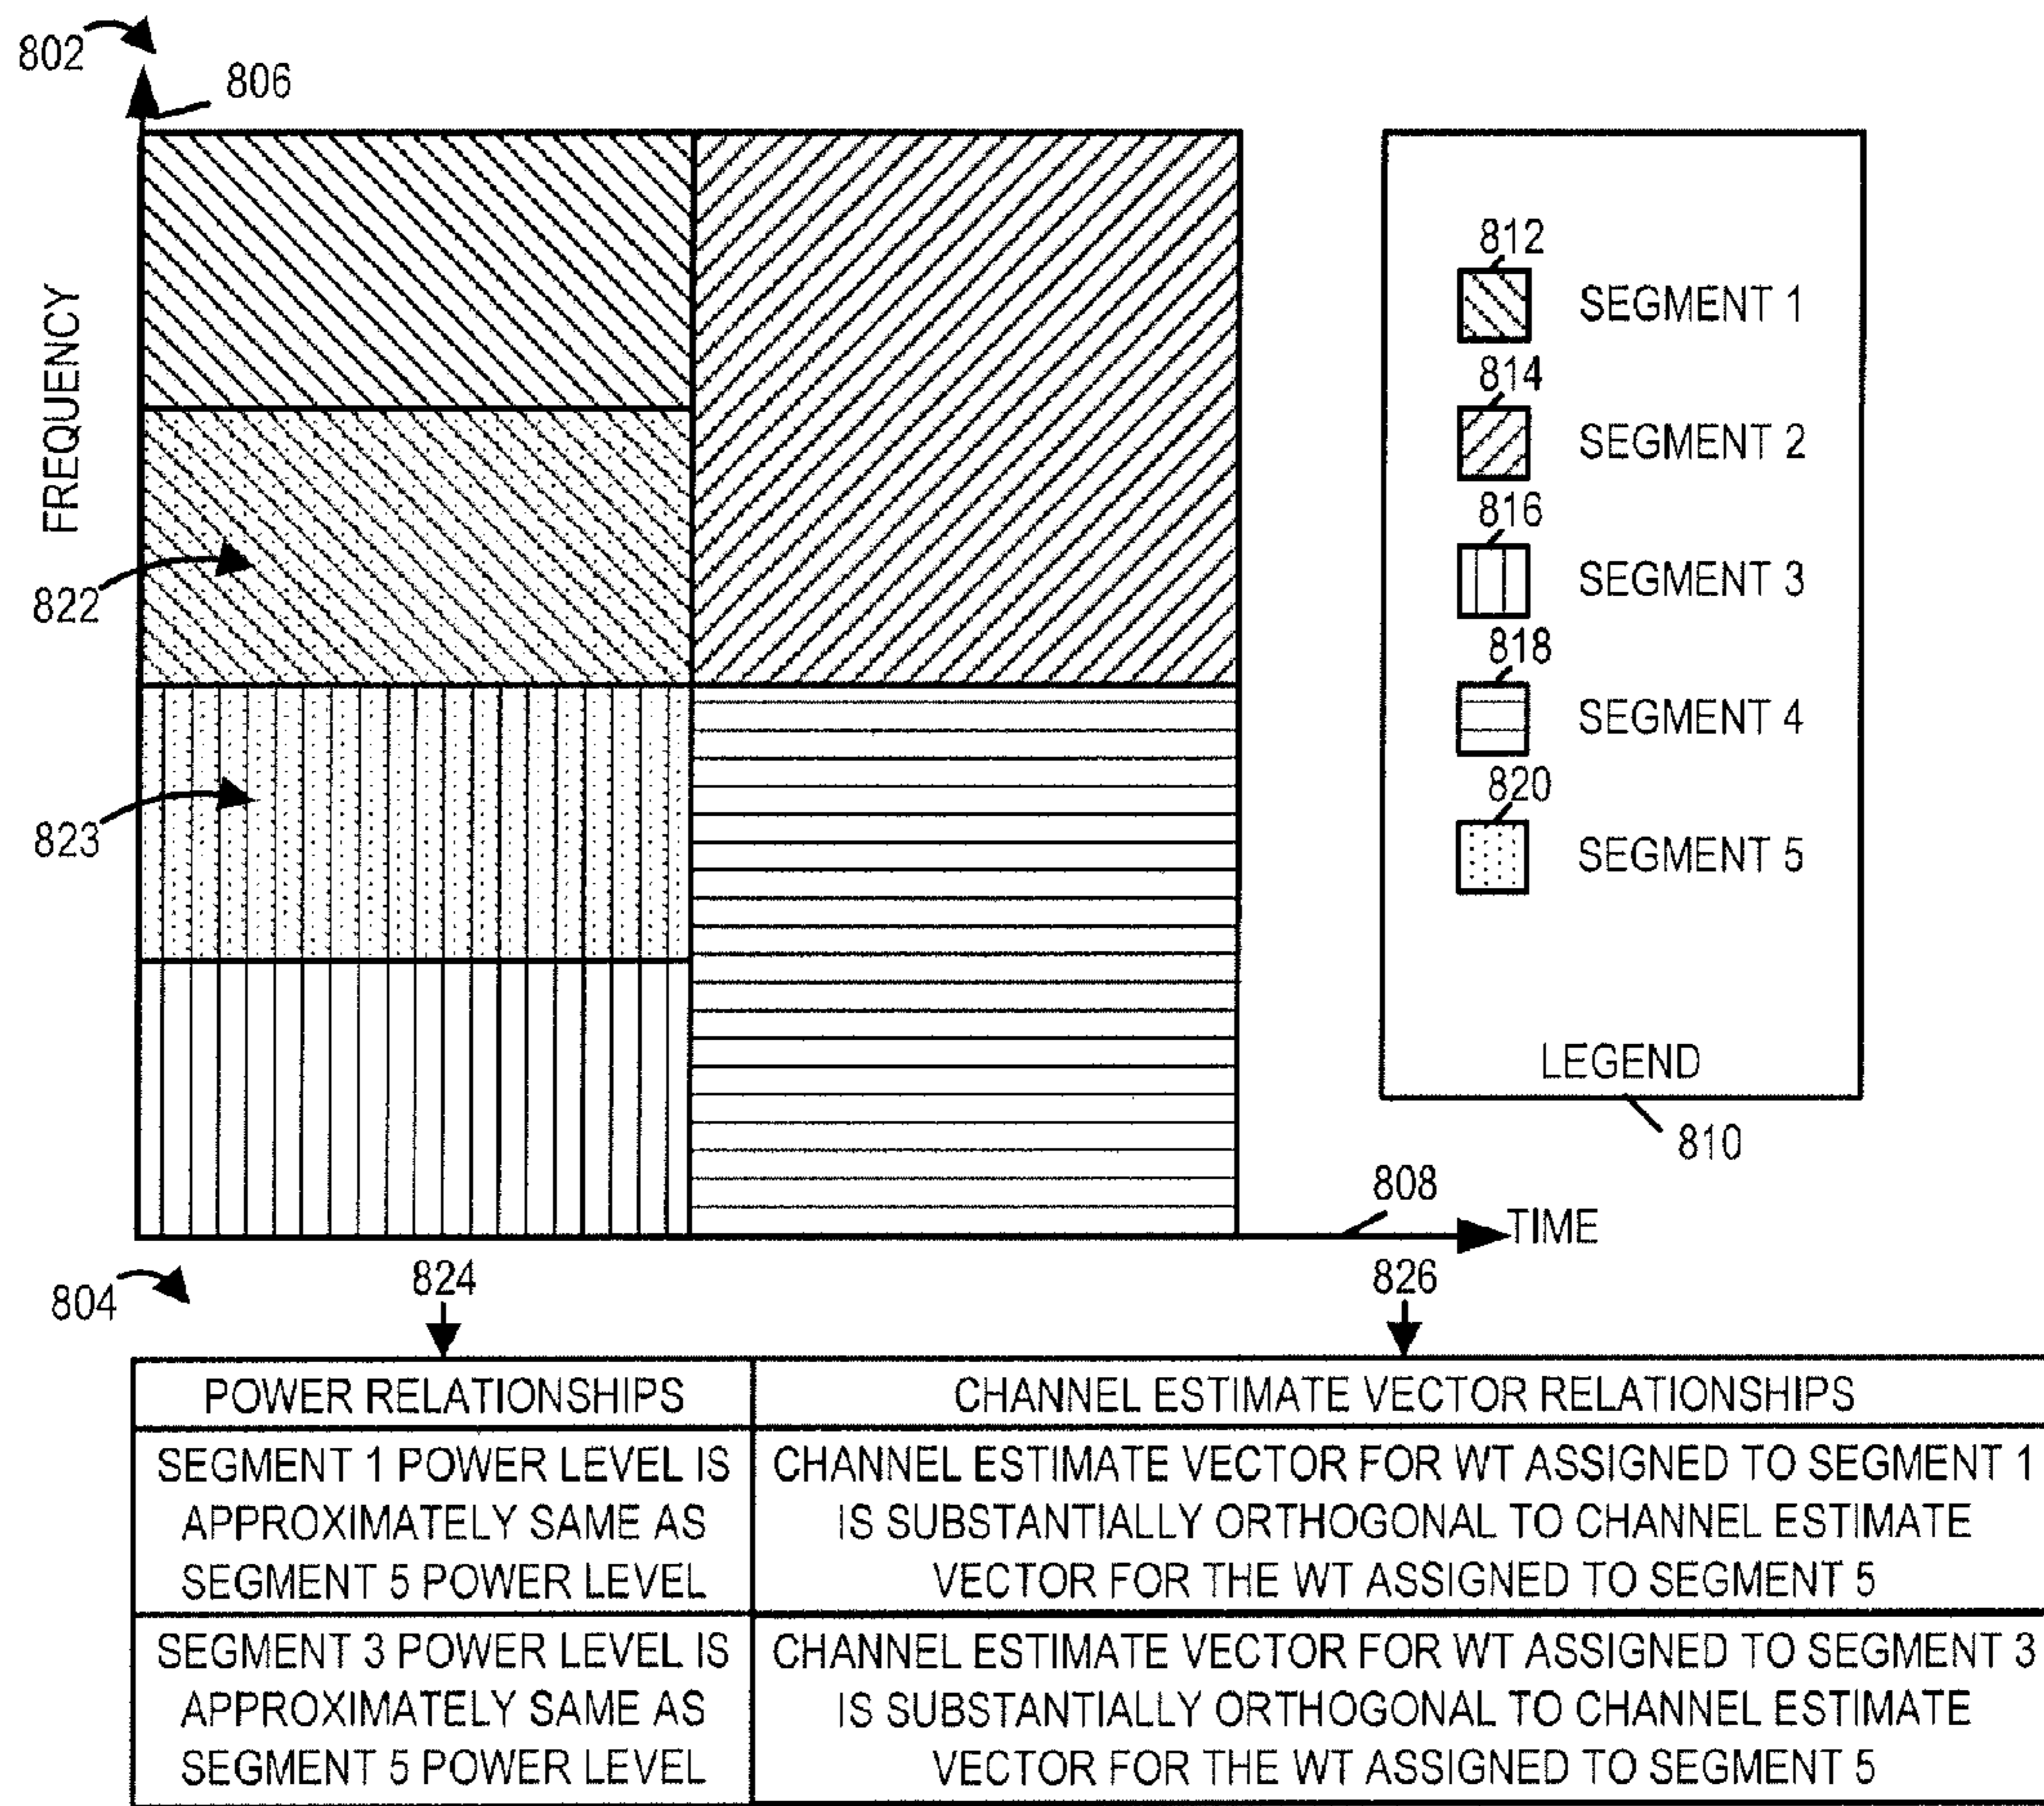 802
806
FREQUENCY
822
823
812
SEGMENT 1
814
SEGMENT 2
816
SEGMENT 3
818
SEGMENT 4
820
SEGMENT 5
LEGEND
810
808
TIME
804
824
826
POWER RELATIONSHIPS
CHANNEL ESTIMATE VECTOR RELATIONSHIPS
SEGMENT 1 POWER LEVEL IS
APPROXIMATELY SAME AS
SEGMENT 5 POWER LEVEL
CHANNEL ESTIMATE VECTOR FOR WT ASSIGNED TO SEGMENT 1
IS SUBSTANTIALLY ORTHOGONAL TO CHANNEL ESTIMATE
VECTOR FOR THE WT ASSIGNED TO SEGMENT 5
SEGMENT 3 POWER LEVEL IS
APPROXIMATELY SAME AS
SEGMENT 5 POWER LEVEL
CHANNEL ESTIMATE VECTOR FOR WT ASSIGNED TO SEGMENT 3
IS SUBSTANTIALLY ORTHOGONAL TO CHANNEL ESTIMATE
VECTOR FOR THE WT ASSIGNED TO SEGMENT 5